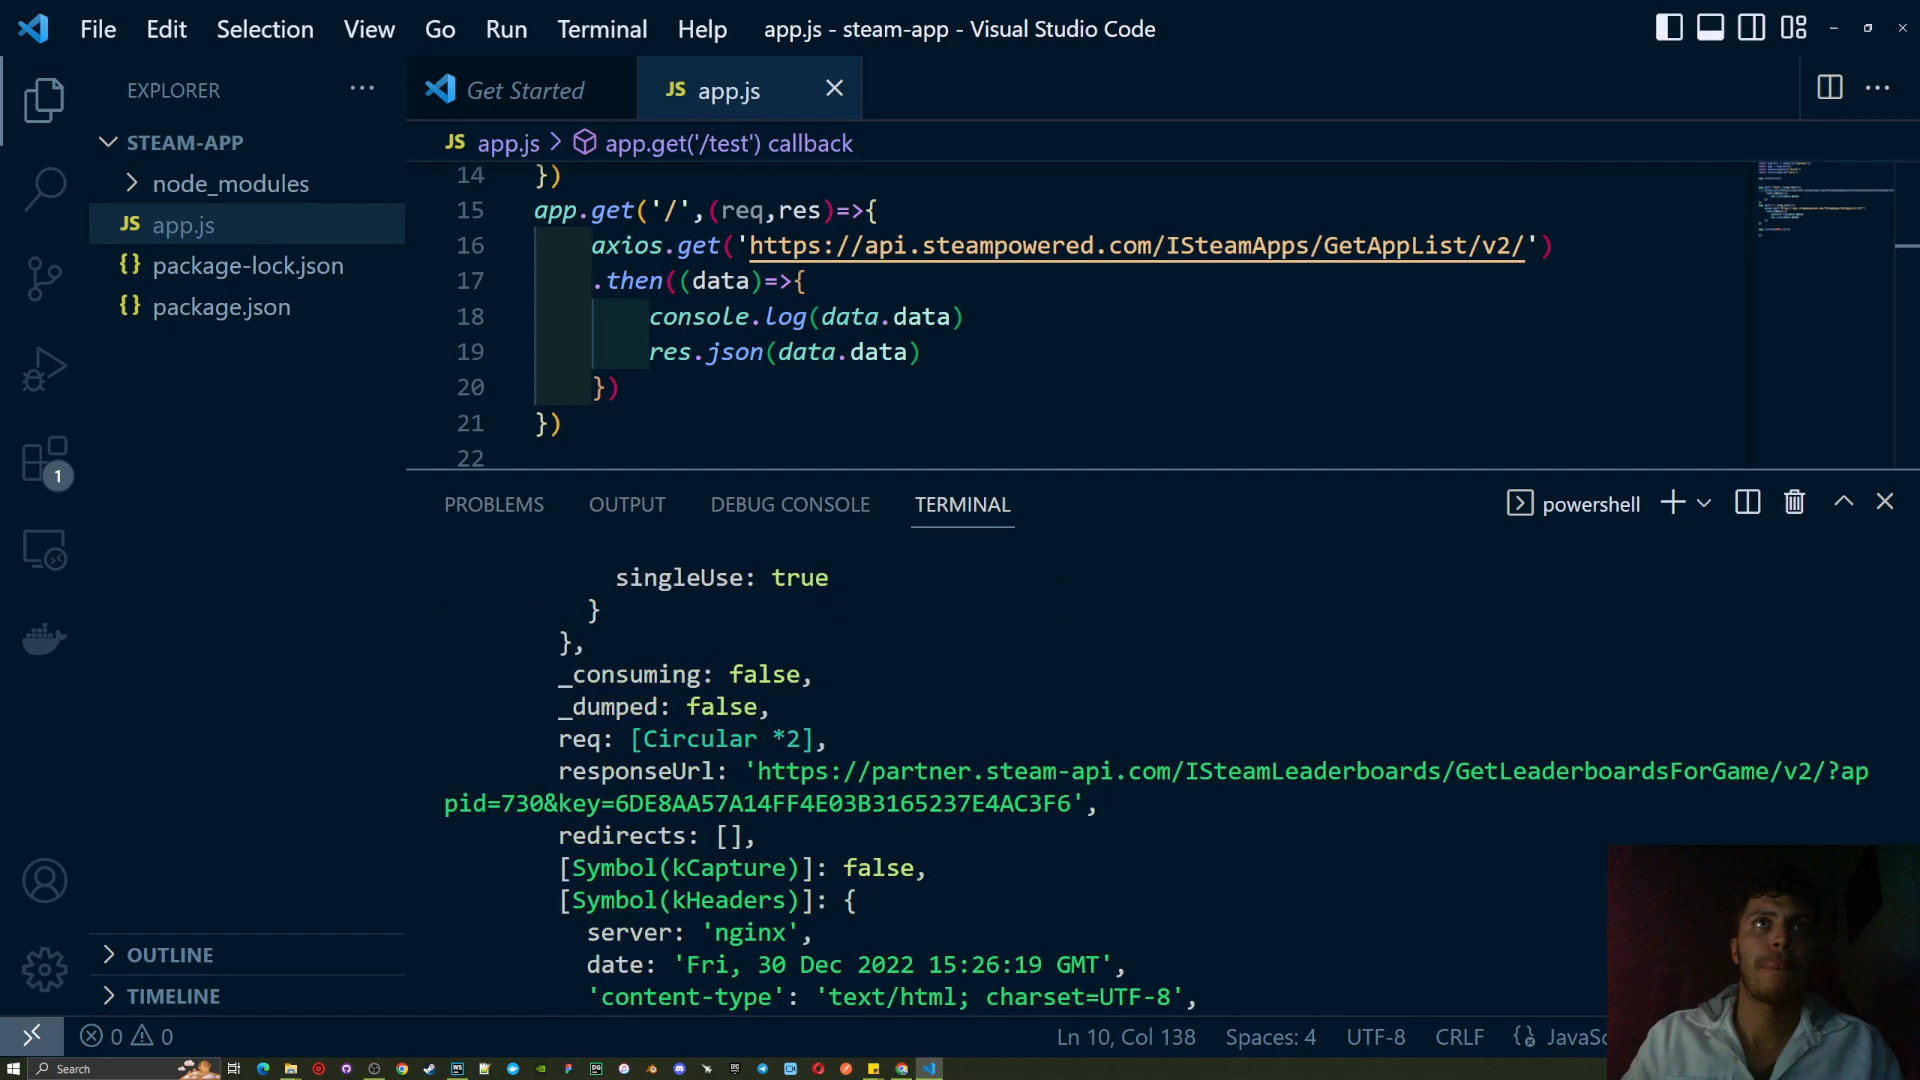 File Edit Selection View Go Run Terminal Help app.js - steam-app - Visual Studio Code
EXPLORER
Get Started
JS app.js
STEAM-APP
JS app.js > app.get('/test') callback
node_modules
JS app.js
{} package-lock.json
{} package.json
14 })
15 app.get('/',(req,res)=>{
16 axios.get('https://api.steampowered.com/ISteamApps/GetAppList/v2/')
17 .then((data)=>{
18 console.log(data.data)
19 res.json(data.data)
20 })
21 })
22
1
PROBLEMS OUTPUT DEBUG CONSOLE TERMINAL
powershell
singleUse: true
}
},
_consuming: false,
_dumped: false,
req: [Circular *2],
responseUrl: 'https://partner.steam-api.com/ISteamLeaderboards/GetLeaderboardsForGame/v2/?ap
pid=730&key=6DE8AA57A14FF4E03B3165237E4AC3F6',
redirects: [],
[Symbol(kCapture)]: false,
[Symbol(kHeaders)]: {
server: 'nginx',
date: 'Fri, 30 Dec 2022 15:26:19 GMT',
'content-type': 'text/html; charset=UTF-8',
OUTLINE
TIMELINE
0 0
Ln 10, Col 138 Spaces: 4 UTF-8 CRLF {} JavaSc
Search